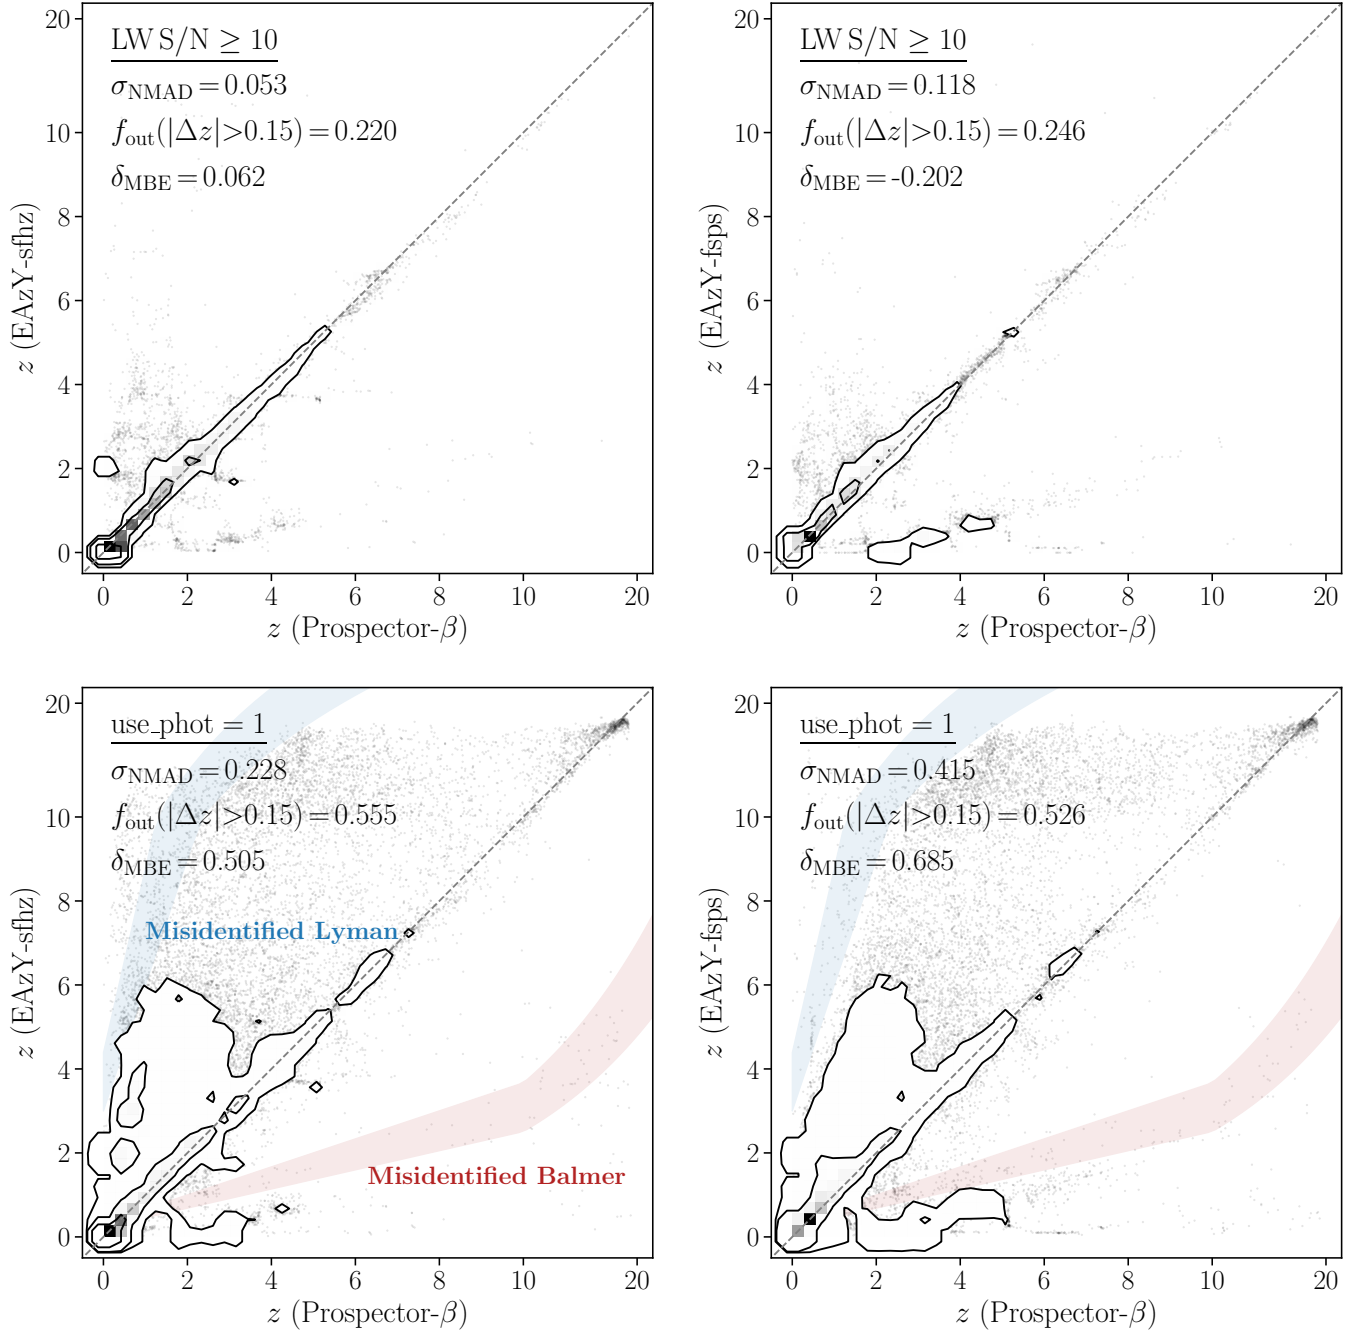 20
10
8
6
4
2
0
z (EAzY-sfhz)
LW S/N ≥ 10
σNMAD = 0.053
fout(|Δz|>0.15) = 0.220
δMBE = 0.062
0 2 4 6 8 10 20
z (Prospector-β)
20
10
8
6
4
2
0
z (EAzY-fsps)
LW S/N ≥ 10
σNMAD = 0.118
fout(|Δz|>0.15) = 0.246
δMBE = -0.202
0 2 4 6 8 10 20
z (Prospector-β)
20
10
8
6
4
2
0
z (EAzY-sfhz)
use_phot = 1
σNMAD = 0.228
fout(|Δz|>0.15) = 0.555
δMBE = 0.505
Misidentified Lyman
Misidentified Balmer
0 2 4 6 8 10 20
z (Prospector-β)
20
10
8
6
4
2
0
z (EAzY-fsps)
use_phot = 1
σNMAD = 0.415
fout(|Δz|>0.15) = 0.526
δMBE = 0.685
0 2 4 6 8 10 20
z (Prospector-β)